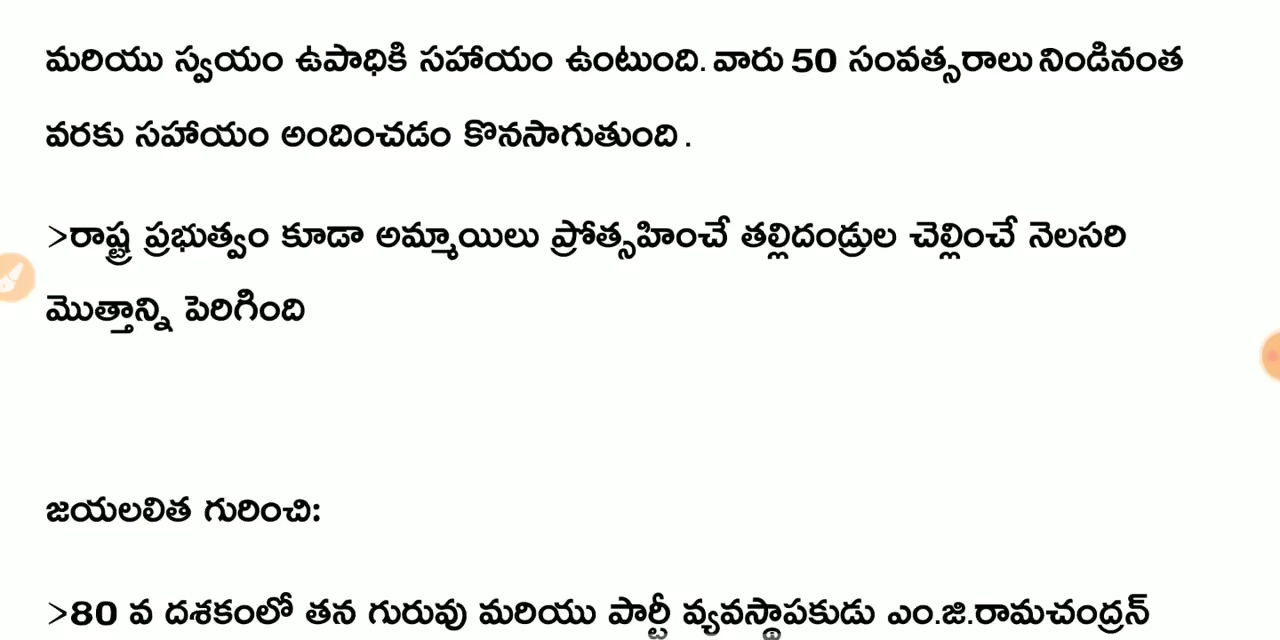 మరియు స్వయం ఉపాధికి సహాయం ఉంటుంది. వారు 50 సంవత్సరాలు నిండినంత
వరకు సహాయం అందించడం కొనసాగుతుంది.
>రాష్ట్ర ప్రభుత్వం కూడా అమ్మాయిలు ప్రోత్సహించే తల్లిదండ్రుల చెల్లించే నెలసరి
మొత్తాన్ని పెరిగింది
జయలలిత గురించి:
>80 వ దశకంలో తన గురువు మరియు పార్టీ వ్యవస్థాపకుడు ఎం.జి.రామచంద్రన్